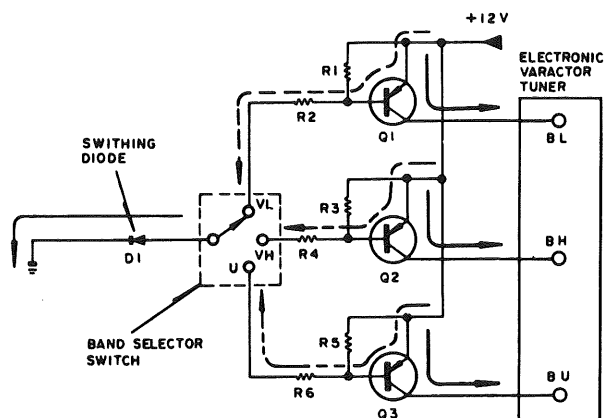 +12V
ELECTRONIC
VARACTOR
TUNER
R1
R2
Q1
BL
SWITHING
DIODE
VL
R3
VH
R4
Q2
BH
D1
U
BAND SELECTOR
SWITCH
R5
R6
Q3
BU